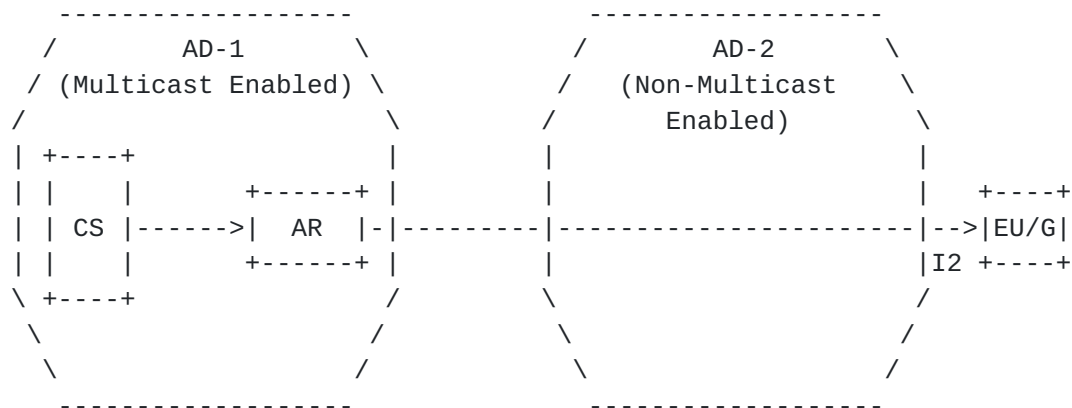 AD-1 AD-2
(Multicast Enabled) (Non-Multicast
Enabled)
CS AR EU/G
I2